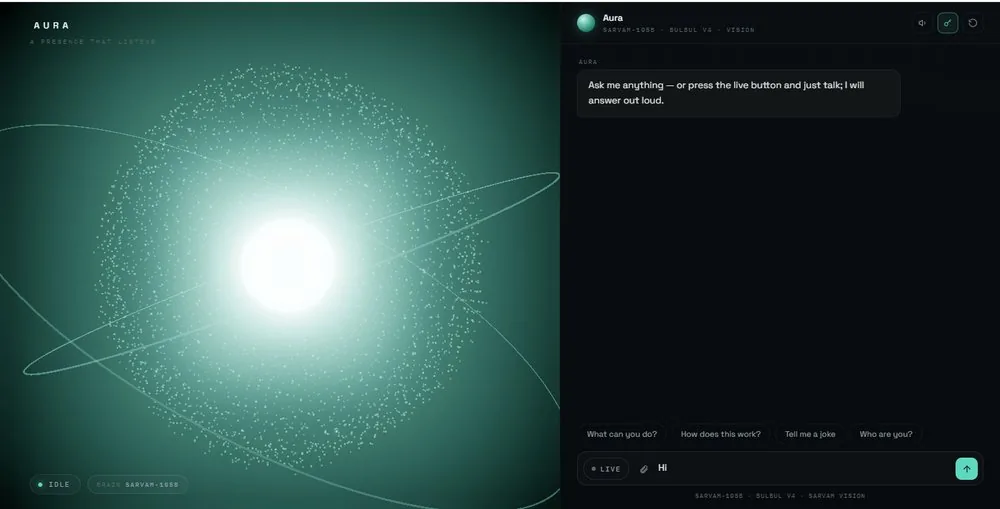 AURA
A PRESENCE THAT LISTENS
IDLE
BRAIN SARVAM-105B
Aura
SARVAM-105B · BULBUL V4 · VISION
AURA
Ask me anything — or press the live button and just talk; I will
answer out loud.
What can you do?
How does this work?
Tell me a joke
Who are you?
LIVE
Hi
SARVAM-105B · BULBUL V4 · SARVAM VISION